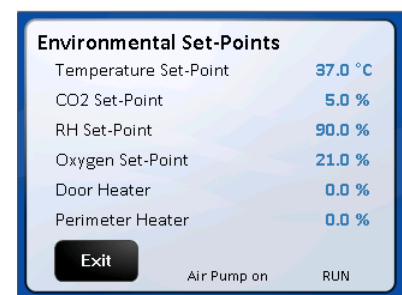 Environmental Set-Points
Temperature Set-Point 37.0 °C
CO2 Set-Point 5.0 %
RH Set-Point 90.0 %
Oxygen Set-Point 21.0 %
Door Heater 0.0 %
Perimeter Heater 0.0 %
Exit
Air Pump on RUN